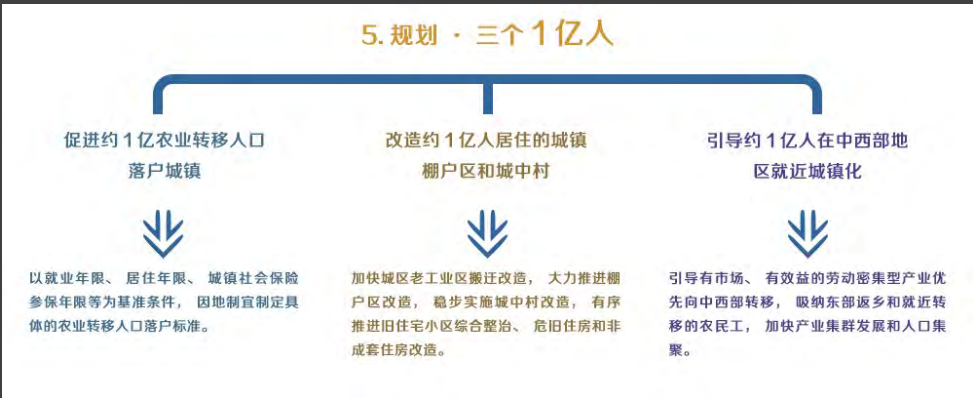 5. 规划 · 三个1亿人
促进约1亿农业转移人口
落户城镇
以就业年限、 居住年限、 城镇社会保险
参保年限等为基准条件， 因地制宜制定具
体的农业转移人口落户标准。
改造约1亿人居住的城镇
棚户区和城中村
加快城区老工业区搬迁改造， 大力推进棚
户区改造， 稳步实施城中村改造， 有序
推进旧住宅小区综合整治、 危旧住房和非
成套住房改造。
引导约1亿人在中西部地
区就近城镇化
引导有市场、 有效益的劳动密集型产业优
先向中西部转移， 吸纳东部返乡和就近转
移的农民工， 加快产业集群发展和人口集
聚。